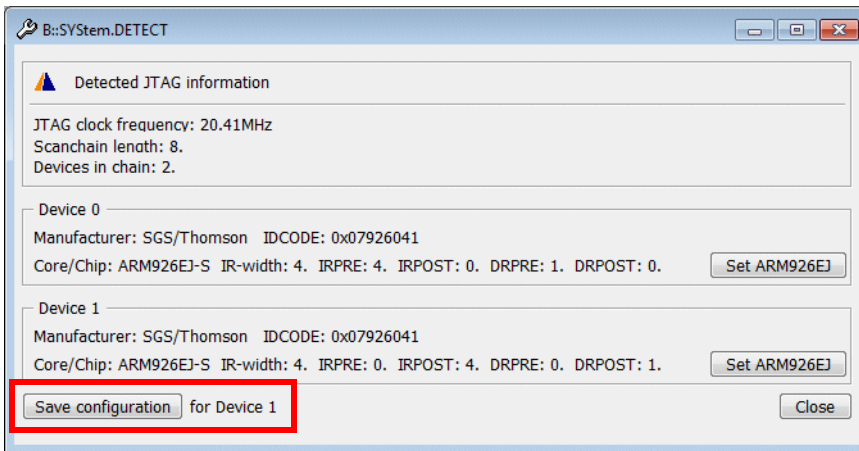 B::SYStem.DETECT
Detected JTAG information
JTAG clock frequency: 20.41MHz
Scanchain length: 8.
Devices in chain: 2.
Device 0
Manufacturer: SGS/Thomson IDCODE: 0x07926041
Core/Chip: ARM926EJ-S IR-width: 4. IRPRE: 4. IRPOST: 0. DRPRE: 1. DRPOST: 0. Set ARM926EJ
Device 1
Manufacturer: SGS/Thomson IDCODE: 0x07926041
Core/Chip: ARM926EJ-S IR-width: 4. IRPRE: 0. IRPOST: 4. DRPRE: 0. DRPOST: 1. Set ARM926EJ
Save configuration for Device 1 Close